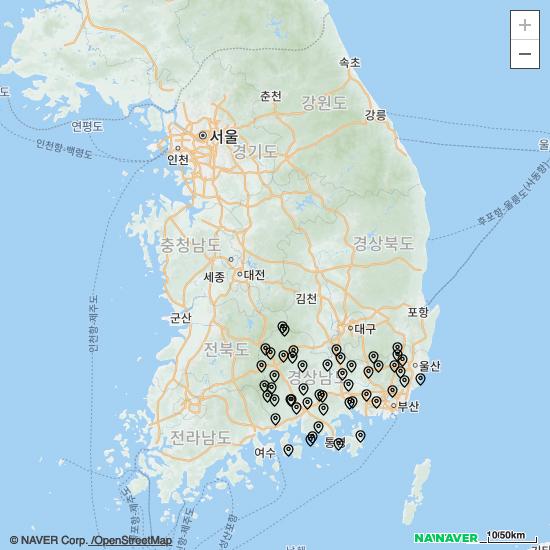 +
−
속초
춘천
강원도
강릉
도
연평도
서울
울
인천항-백령도
인천
경기도
후포항-울릉도(사동항)
충청남도
경상북도
세종
대전
김천
인천항-제주도
포항
군산
대구
전북도
울산
경상남
부산
전라남도
통영
여수
제주도
© NAVER Corp. /OpenStreetMap
NA!NAVER
10/50km